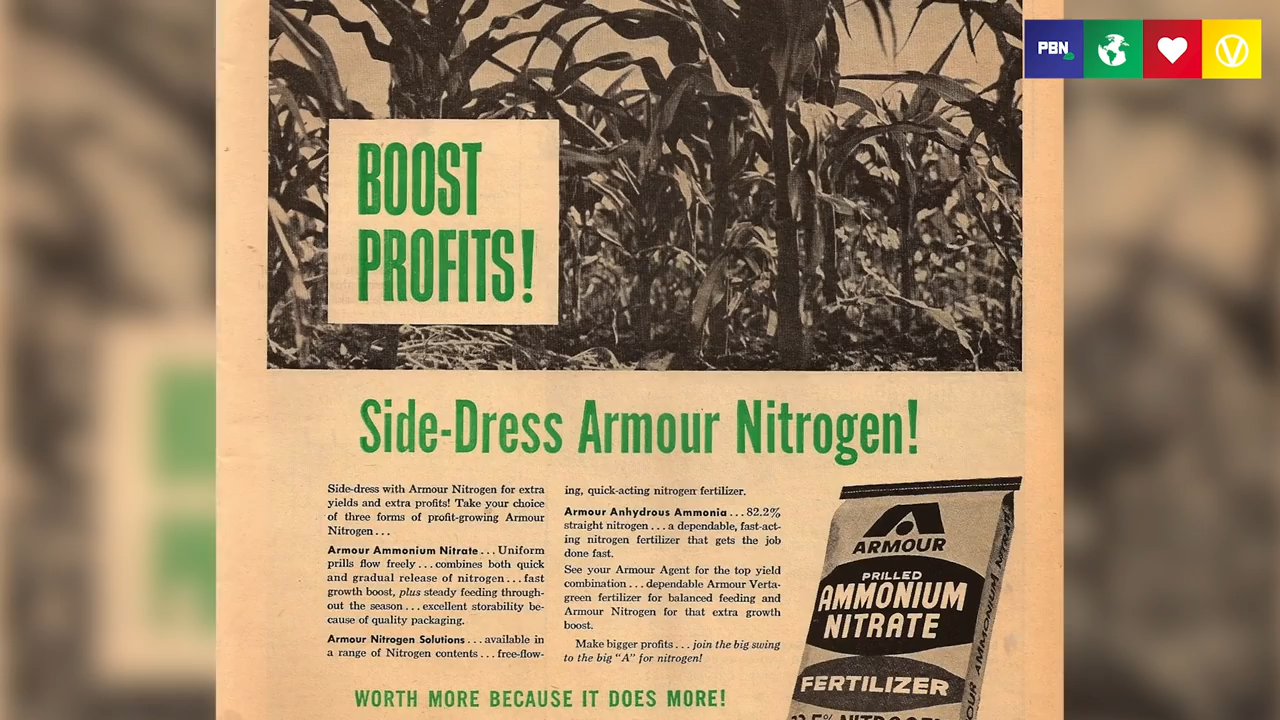 PBN
V
BOOST
PROFITS!
Side-Dress Armour Nitrogen!
Side-dress with Armour Nitrogen for extra
yields and extra profits! Take your choice
of three forms of profit-growing Armour
Nitrogen...
Armour Ammonium Nitrate... Uniform
prills flow freely... combines both quick
and gradual release of nitrogen... fast
growth boost, plus steady feeding through-
out the season... excellent storability be-
cause of quality packaging.
Armour Nitrogen Solutions... available in
a range of Nitrogen contents... free-flow-
ing, quick-acting nitrogen fertilizer.
Armour Anhydrous Ammonia... 82.2%
straight nitrogen... a dependable, fast-act-
ing nitrogen fertilizer that gets the job
done fast.
See your Armour Agent for the top yield
combination... dependable Armour Verta-
green fertilizer for balanced feeding and
Armour Nitrogen for that extra growth
boost.
Make bigger profits... join the big swing
to the big "A" for nitrogen!
WORTH MORE BECAUSE IT DOES MORE!
ARMOUR
PRILLED
AMMONIUM
NITRATE
FERTILIZER
NITROGEN
AMMONIUM NITRATE